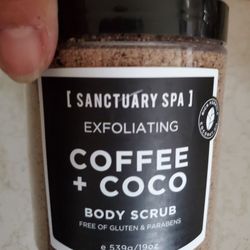 [ SANCTUARY SPA ]
EXFOLIATING
COFFEE
+ COCO
BODY SCRUB
FREE OF GLUTEN & PARABENS
e 539g/19oz